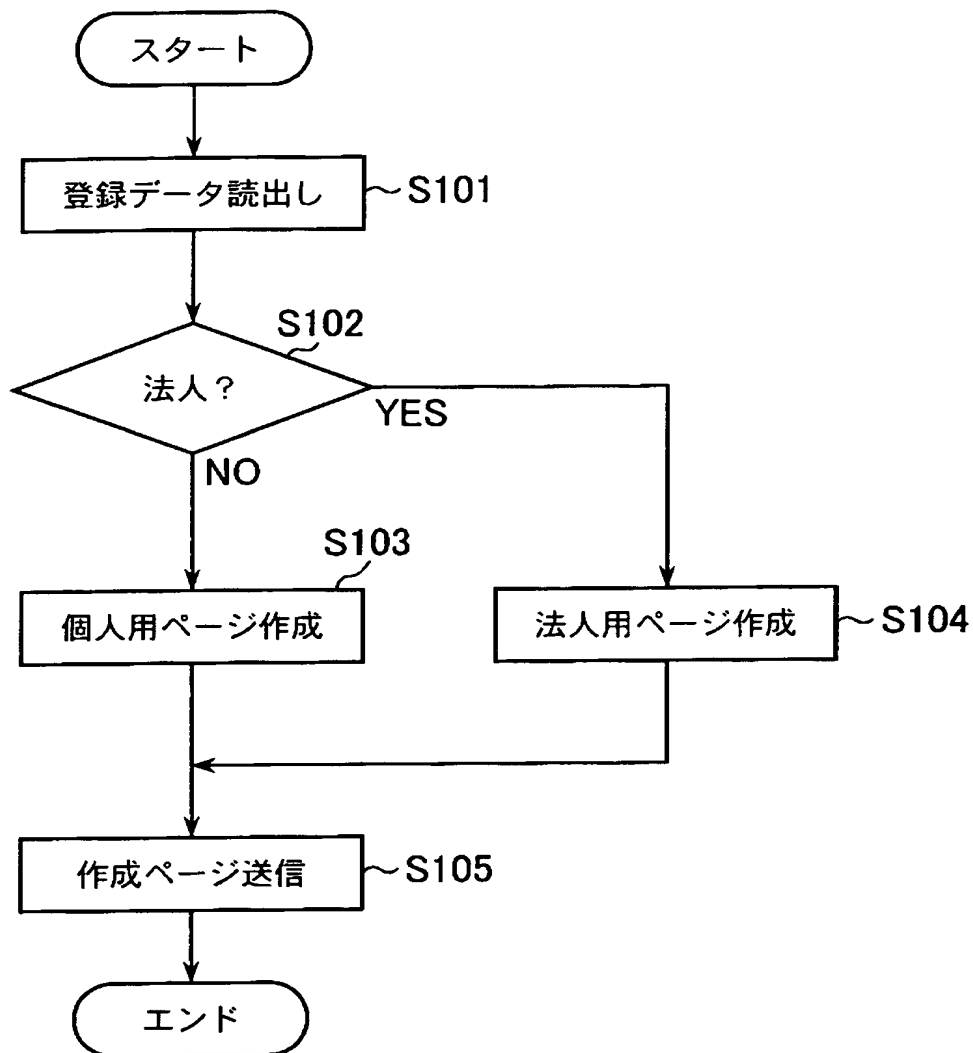 スタート
登録データ読出し
S101
S102
法人?
YES
NO
S103
個人用ページ作成
法人用ページ作成
S104
作成ページ送信
S105
エンド